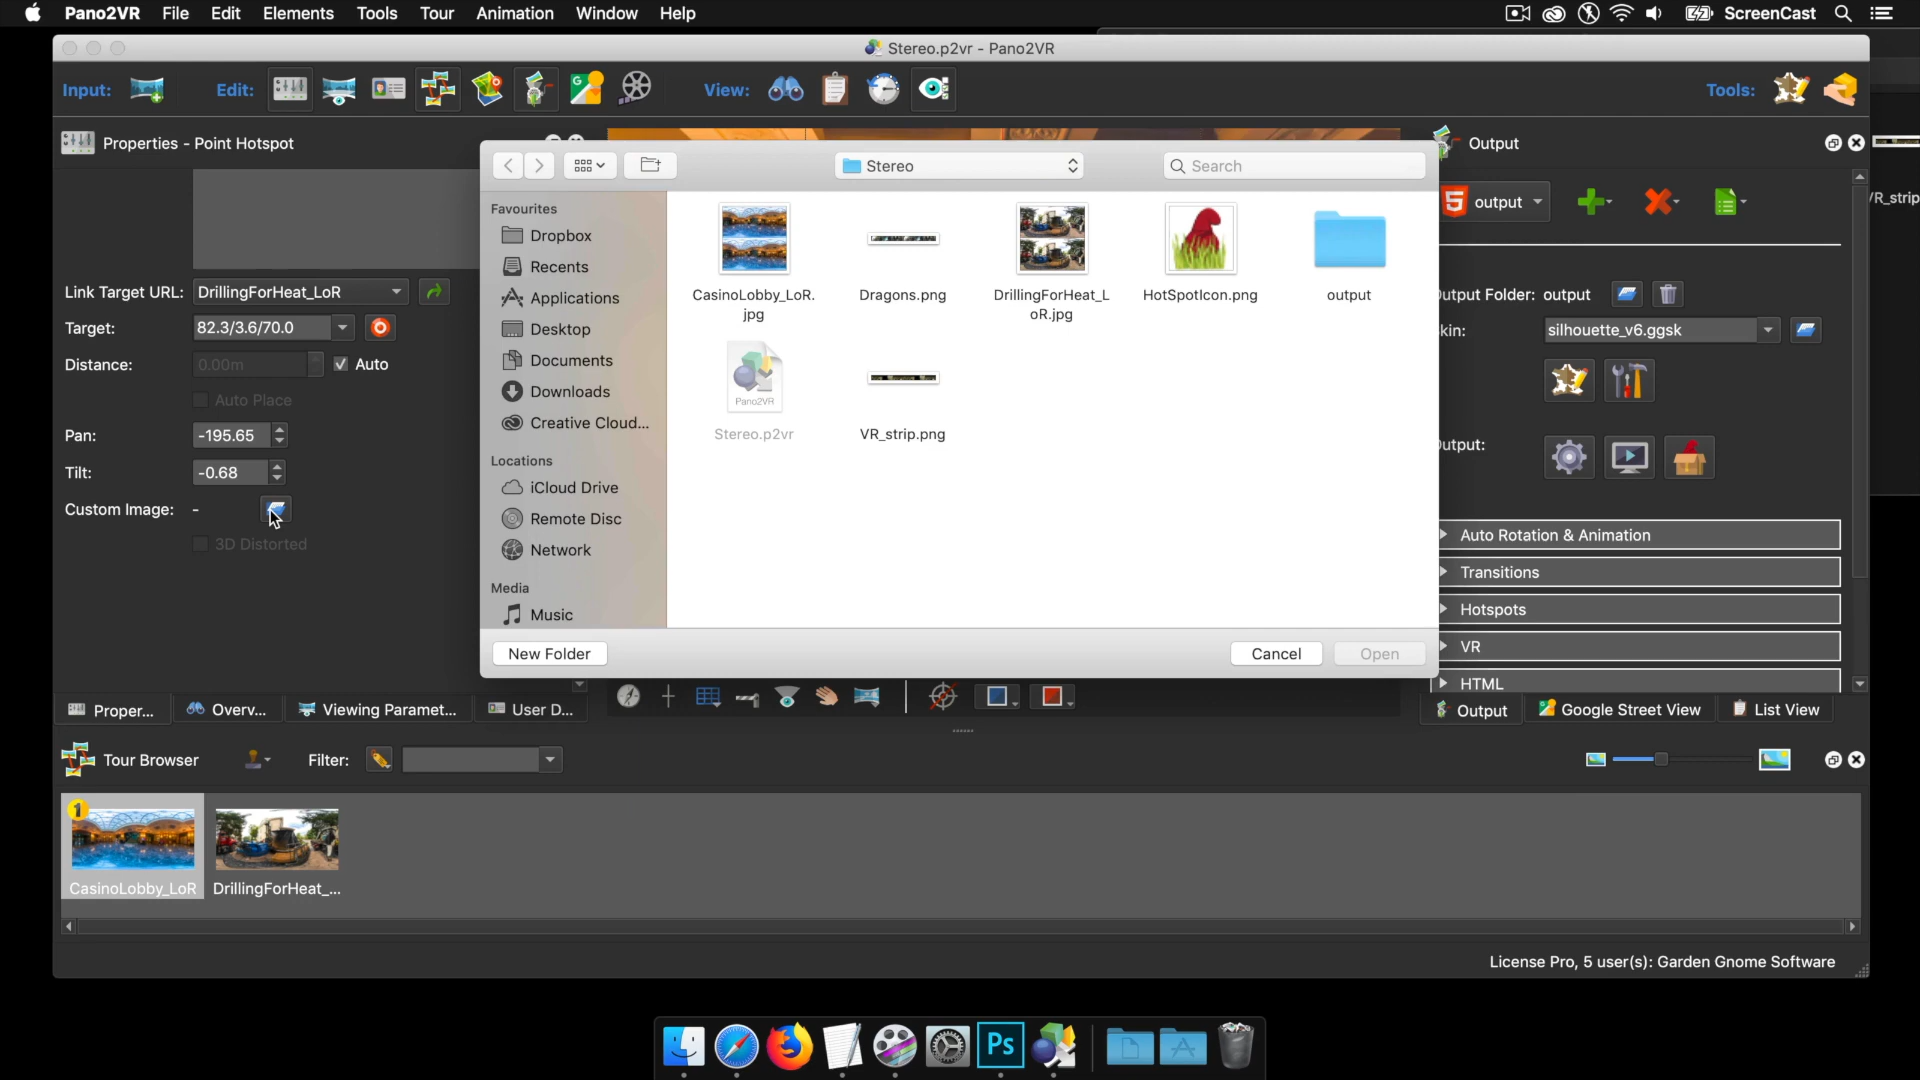 Pano2VR File Edit Elements Tools Tour Animation Window Help ScreenCast
Stereo.p2vr - Pano2VR
Input: Edit: View: Tools:
Properties - Point Hotspot
Link Target URL: DrillingForHeat_LoR
Target: 82.3/3.6/70.0
Distance: 0.00m Auto
Auto Place
Pan: -195.65
Tilt: -0.68
Custom Image: -
3D Distorted
Stereo
Search
Favourites
Dropbox
Recents
Applications
Desktop
Documents
Downloads
Creative Cloud...
Locations
iCloud Drive
Remote Disc
Network
Media
Music
CasinoLobby_LoR.
jpg
Dragons.png
DrillingForHeat_L
oR.jpg
HotSpotIcon.png
output
Pano2VR
Stereo.p2vr
VR_strip.png
New Folder Cancel Open
Output
5 output
utput Folder: output
kin: silhouette_v6.ggsk
utput:
Auto Rotation & Animation
Transitions
Hotspots
VR
HTML
/R_strip
Proper... Overv... Viewing Paramet... User D...
Output Google Street View List View
Tour Browser Filter:
1
CasinoLobby_LoR
DrillingForHeat_...
License Pro, 5 user(s): Garden Gnome Software
Ps